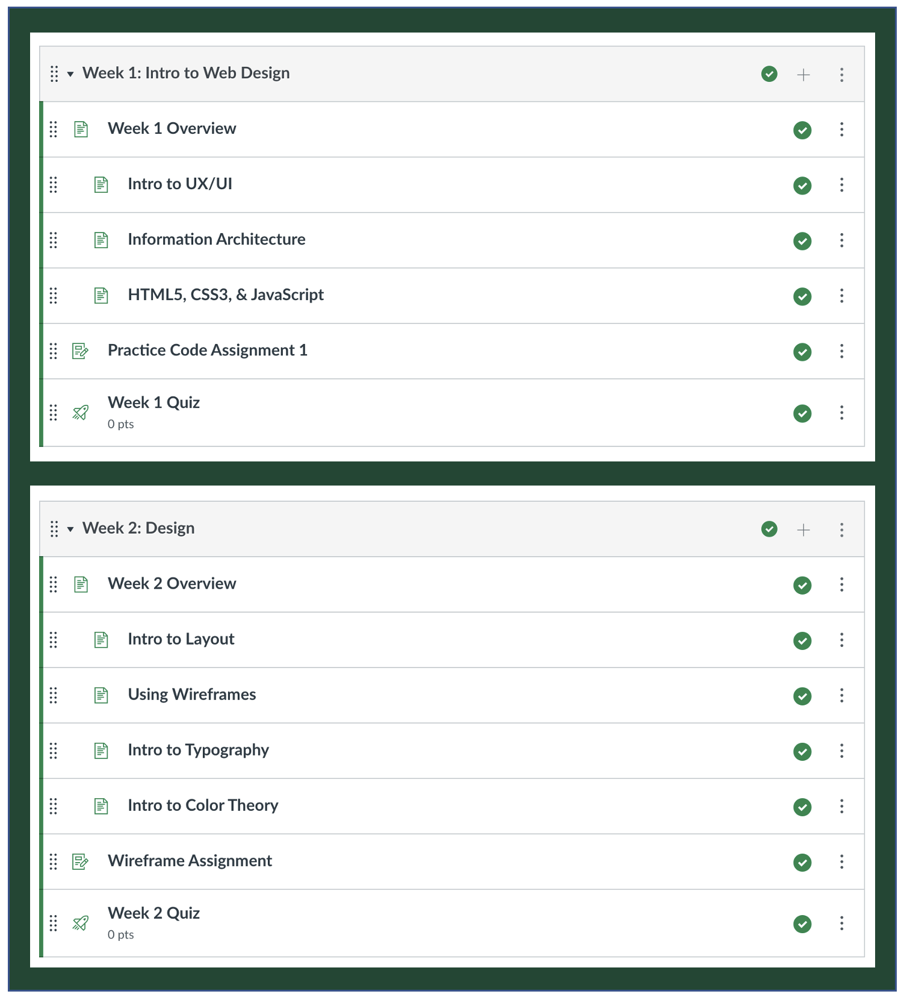 Week 1: Intro to Web Design
Week 1 Overview
Intro to UX/UI
Information Architecture
HTML5, CSS3, & JavaScript
Practice Code Assignment 1
Week 1 Quiz
0 pts
Week 2: Design
Week 2 Overview
Intro to Layout
Using Wireframes
Intro to Typography
Intro to Color Theory
Wireframe Assignment
Week 2 Quiz
0 pts